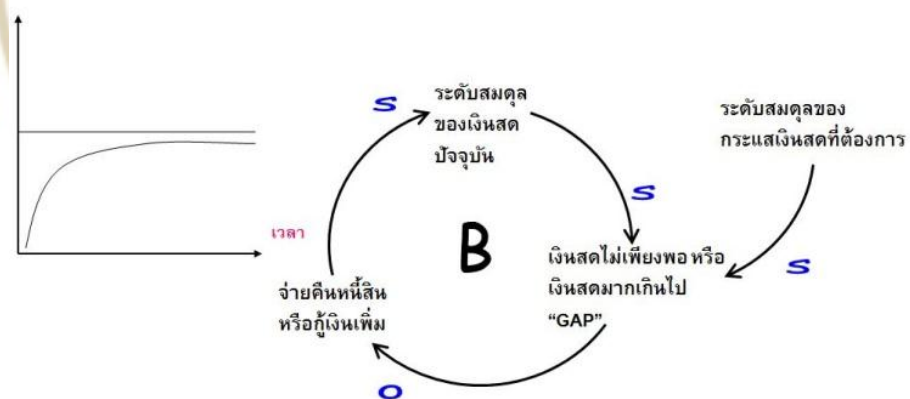 เวลา
S
ระดับสมดุล
ของเงินสด
ปัจจุบัน
S
ระดับสมดุลของ
กระแสเงินสดที่ต้องการ
S
B
เงินสดไม่เพียงพอ หรือ
เงินสดมากเกินไป
“GAP”
จ่ายคืนหนี้สิน
หรือกู้เงินเพิ่ม
O